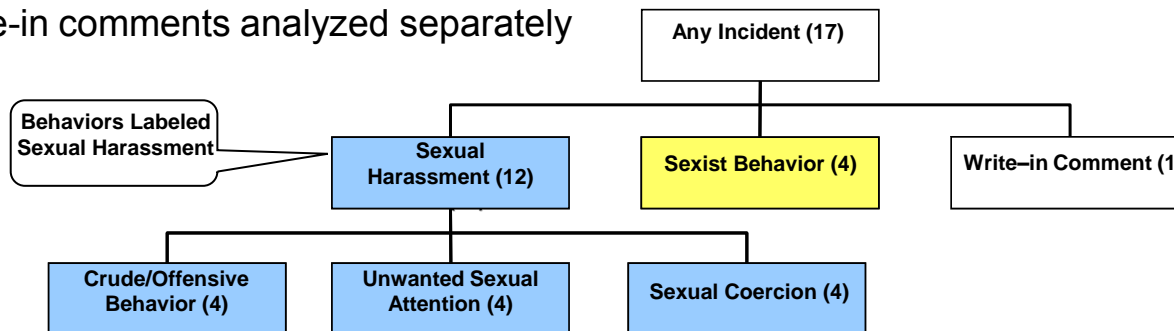 e-in comments analyzed separately
Any Incident (17)
Behaviors Labeled
Sexual Harassment
Sexual
Harassment (12)
Sexist Behavior (4)
Write–in Comment (1
Crude/Offensive
Behavior (4)
Unwanted Sexual
Attention (4)
Sexual Coercion (4)